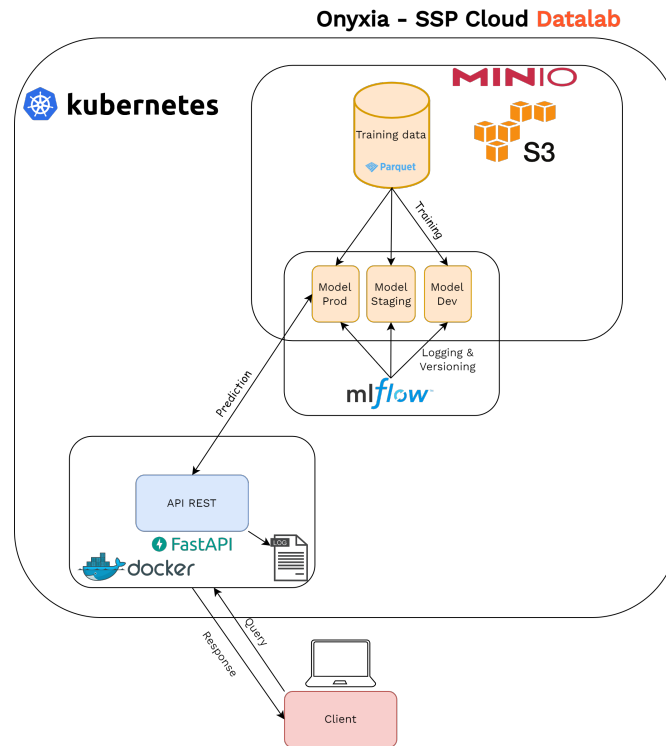 Onyxia - SSP Cloud Datalab
MINIO
kubernetes
Training data
S3
Parquet
Training
Model
Prod
Model
Staging
Model
Dev
Logging &
Versioning
mlflow™
Prediction
API REST
FastAPI
LOG
docker
Query
Response
Client